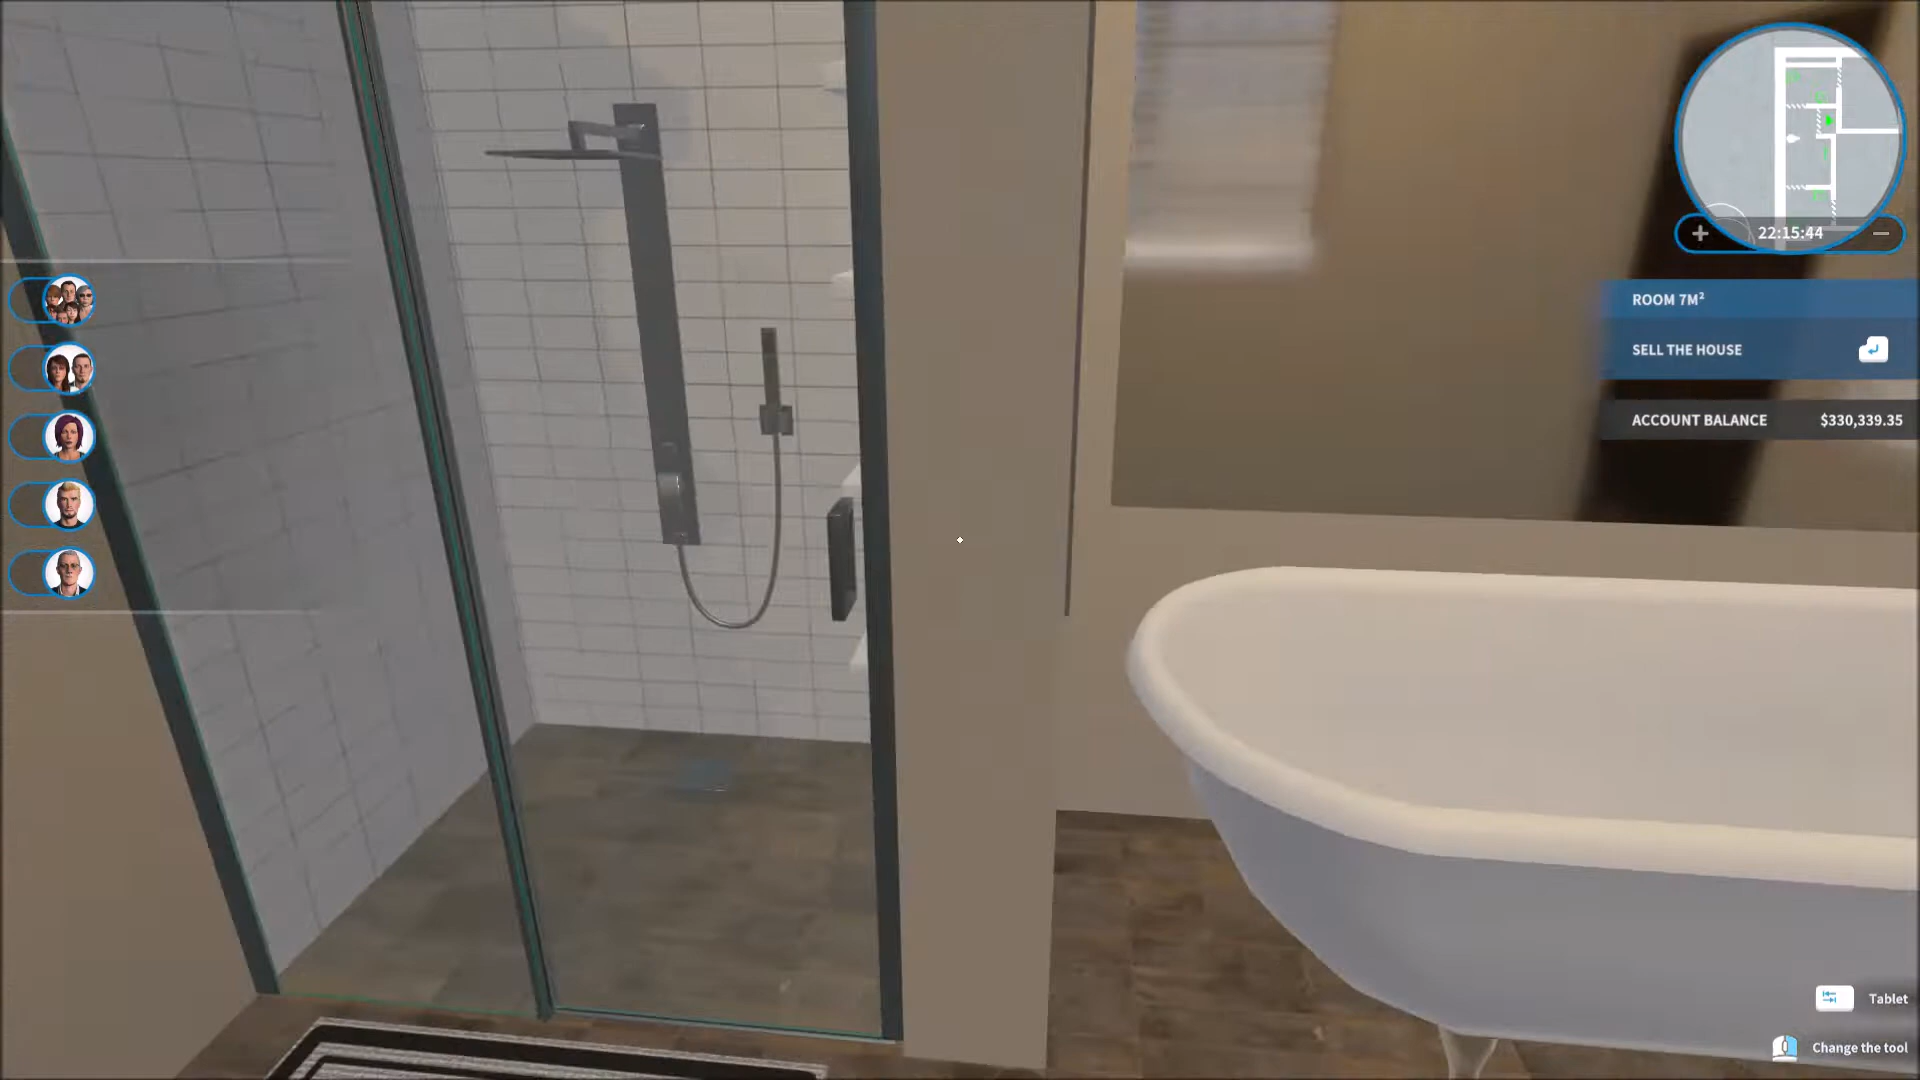 22:15:44
ROOM 7M²
SELL THE HOUSE
ACCOUNT BALANCE $330,339.35
Tablet
Change the tool